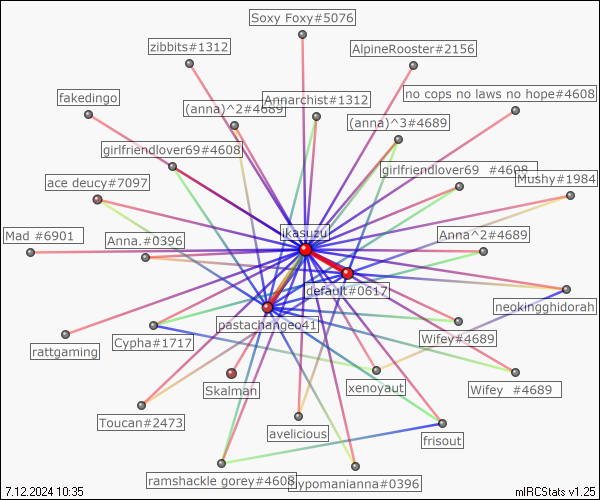 Soxy Foxy#5076
zibbits#1312
AlpineRooster#2156
fakedingo
(anna)^2#4689
Annarchist#1312
no cops no laws no hope#4608
(anna)^3#4689
girlfriendlover69#4608
girlfriendlover69 #4608
ace deucy#7097
Mushy#1984
ikasuzu
Mad #6901
Anna.#0396
Anna^2#4689
default#0617
neokingghidorah
pastachangeo41
rattgaming
Cypha#1717
Wifey#4689
Skalman
xenoyaut
Wifey #4689
Toucan#2473
avelicious
frisout
ramshackle gorey#4608
hypomanianna#0396
7.12.2024 10:35
mIRCStats v1.25